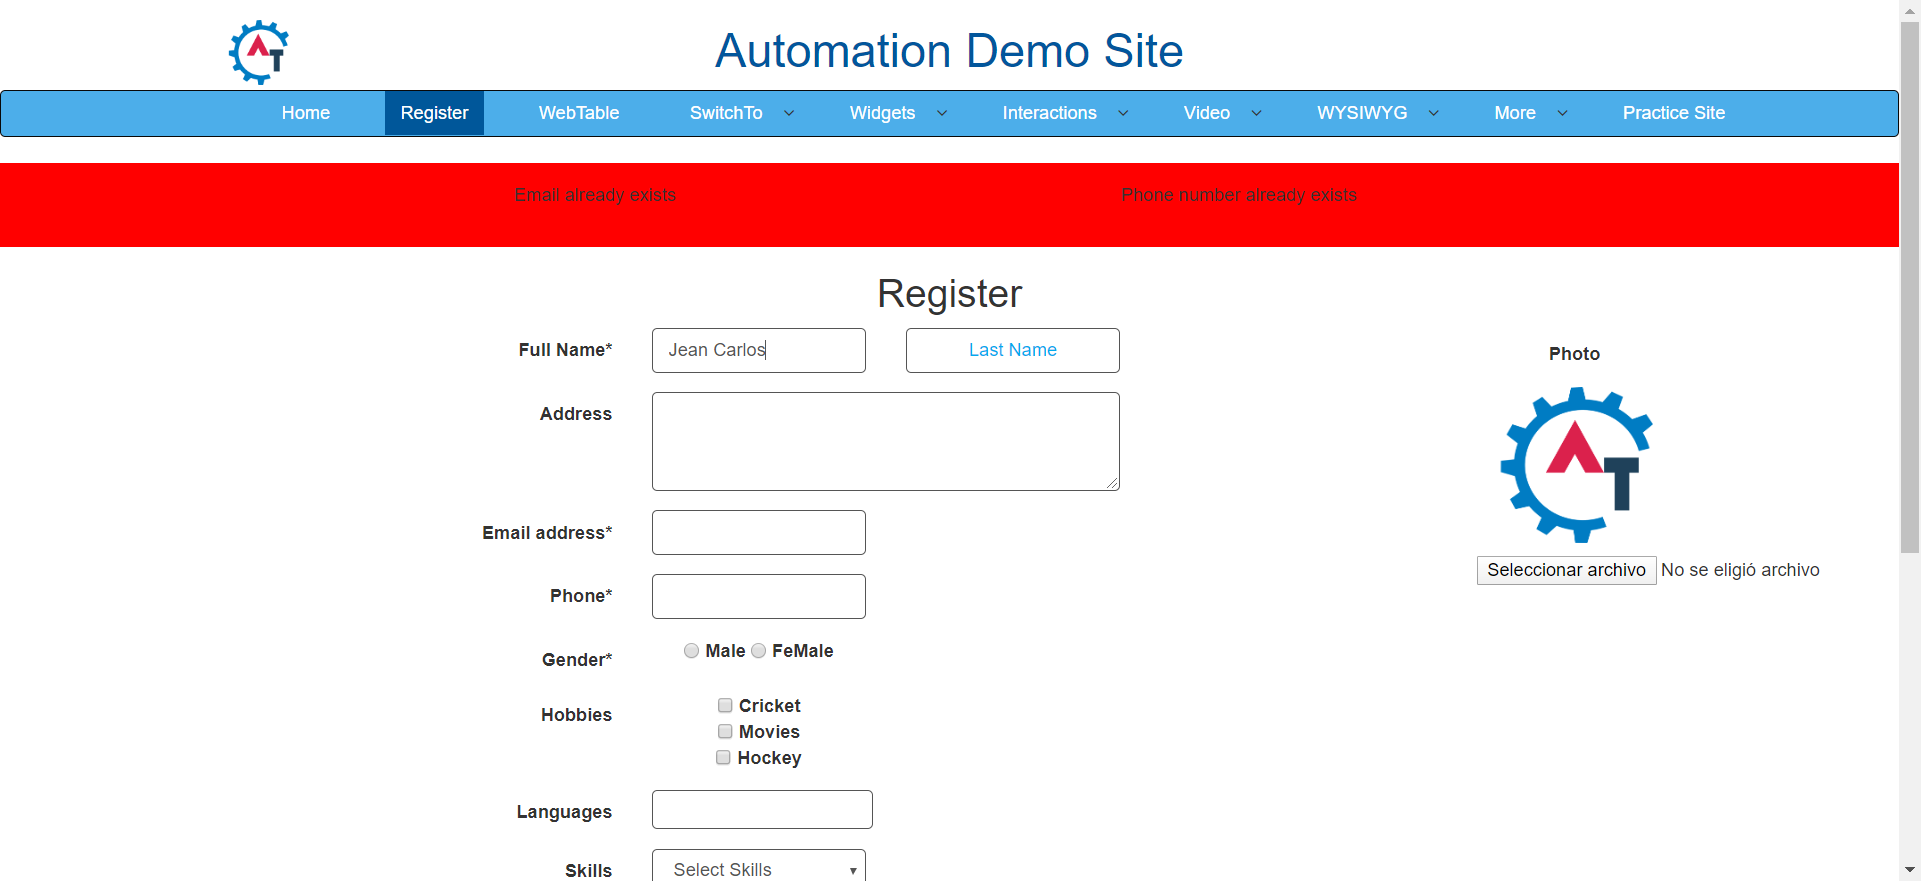 AT
Automation Demo Site
Home Register WebTable SwitchTo Widgets Interactions Video WYSIWYG More Practice Site
Email already exists Phone number already exists
Register
Full Name* Jean Carlos Last Name
Photo
Address
AT
Email address*
Seleccionar archivo No se eligió archivo
Phone*
Gender* Male FeMale
Hobbies Cricket
Movies
Hockey
Languages
Skills Select Skills